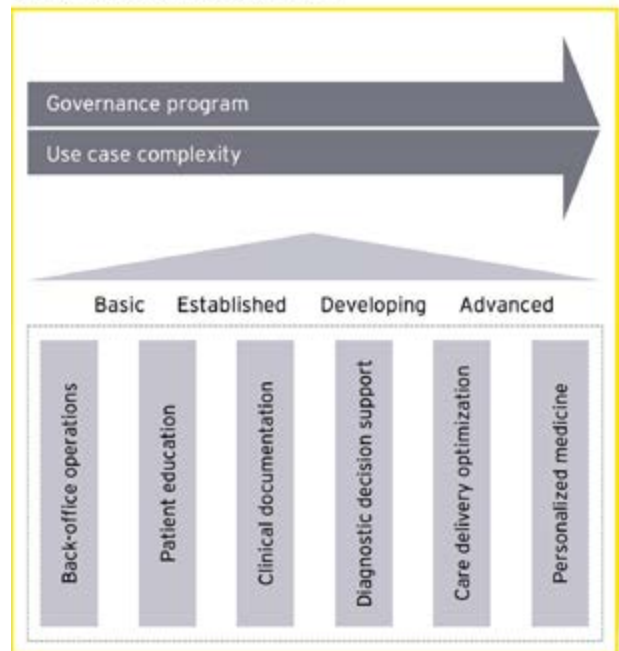 Governance program
Use case complexity
Basic Established Developing Advanced
Back-office operations
Patient education
Clinical documentation
Diagnostic decision support
Care delivery optimization
Personalized medicine